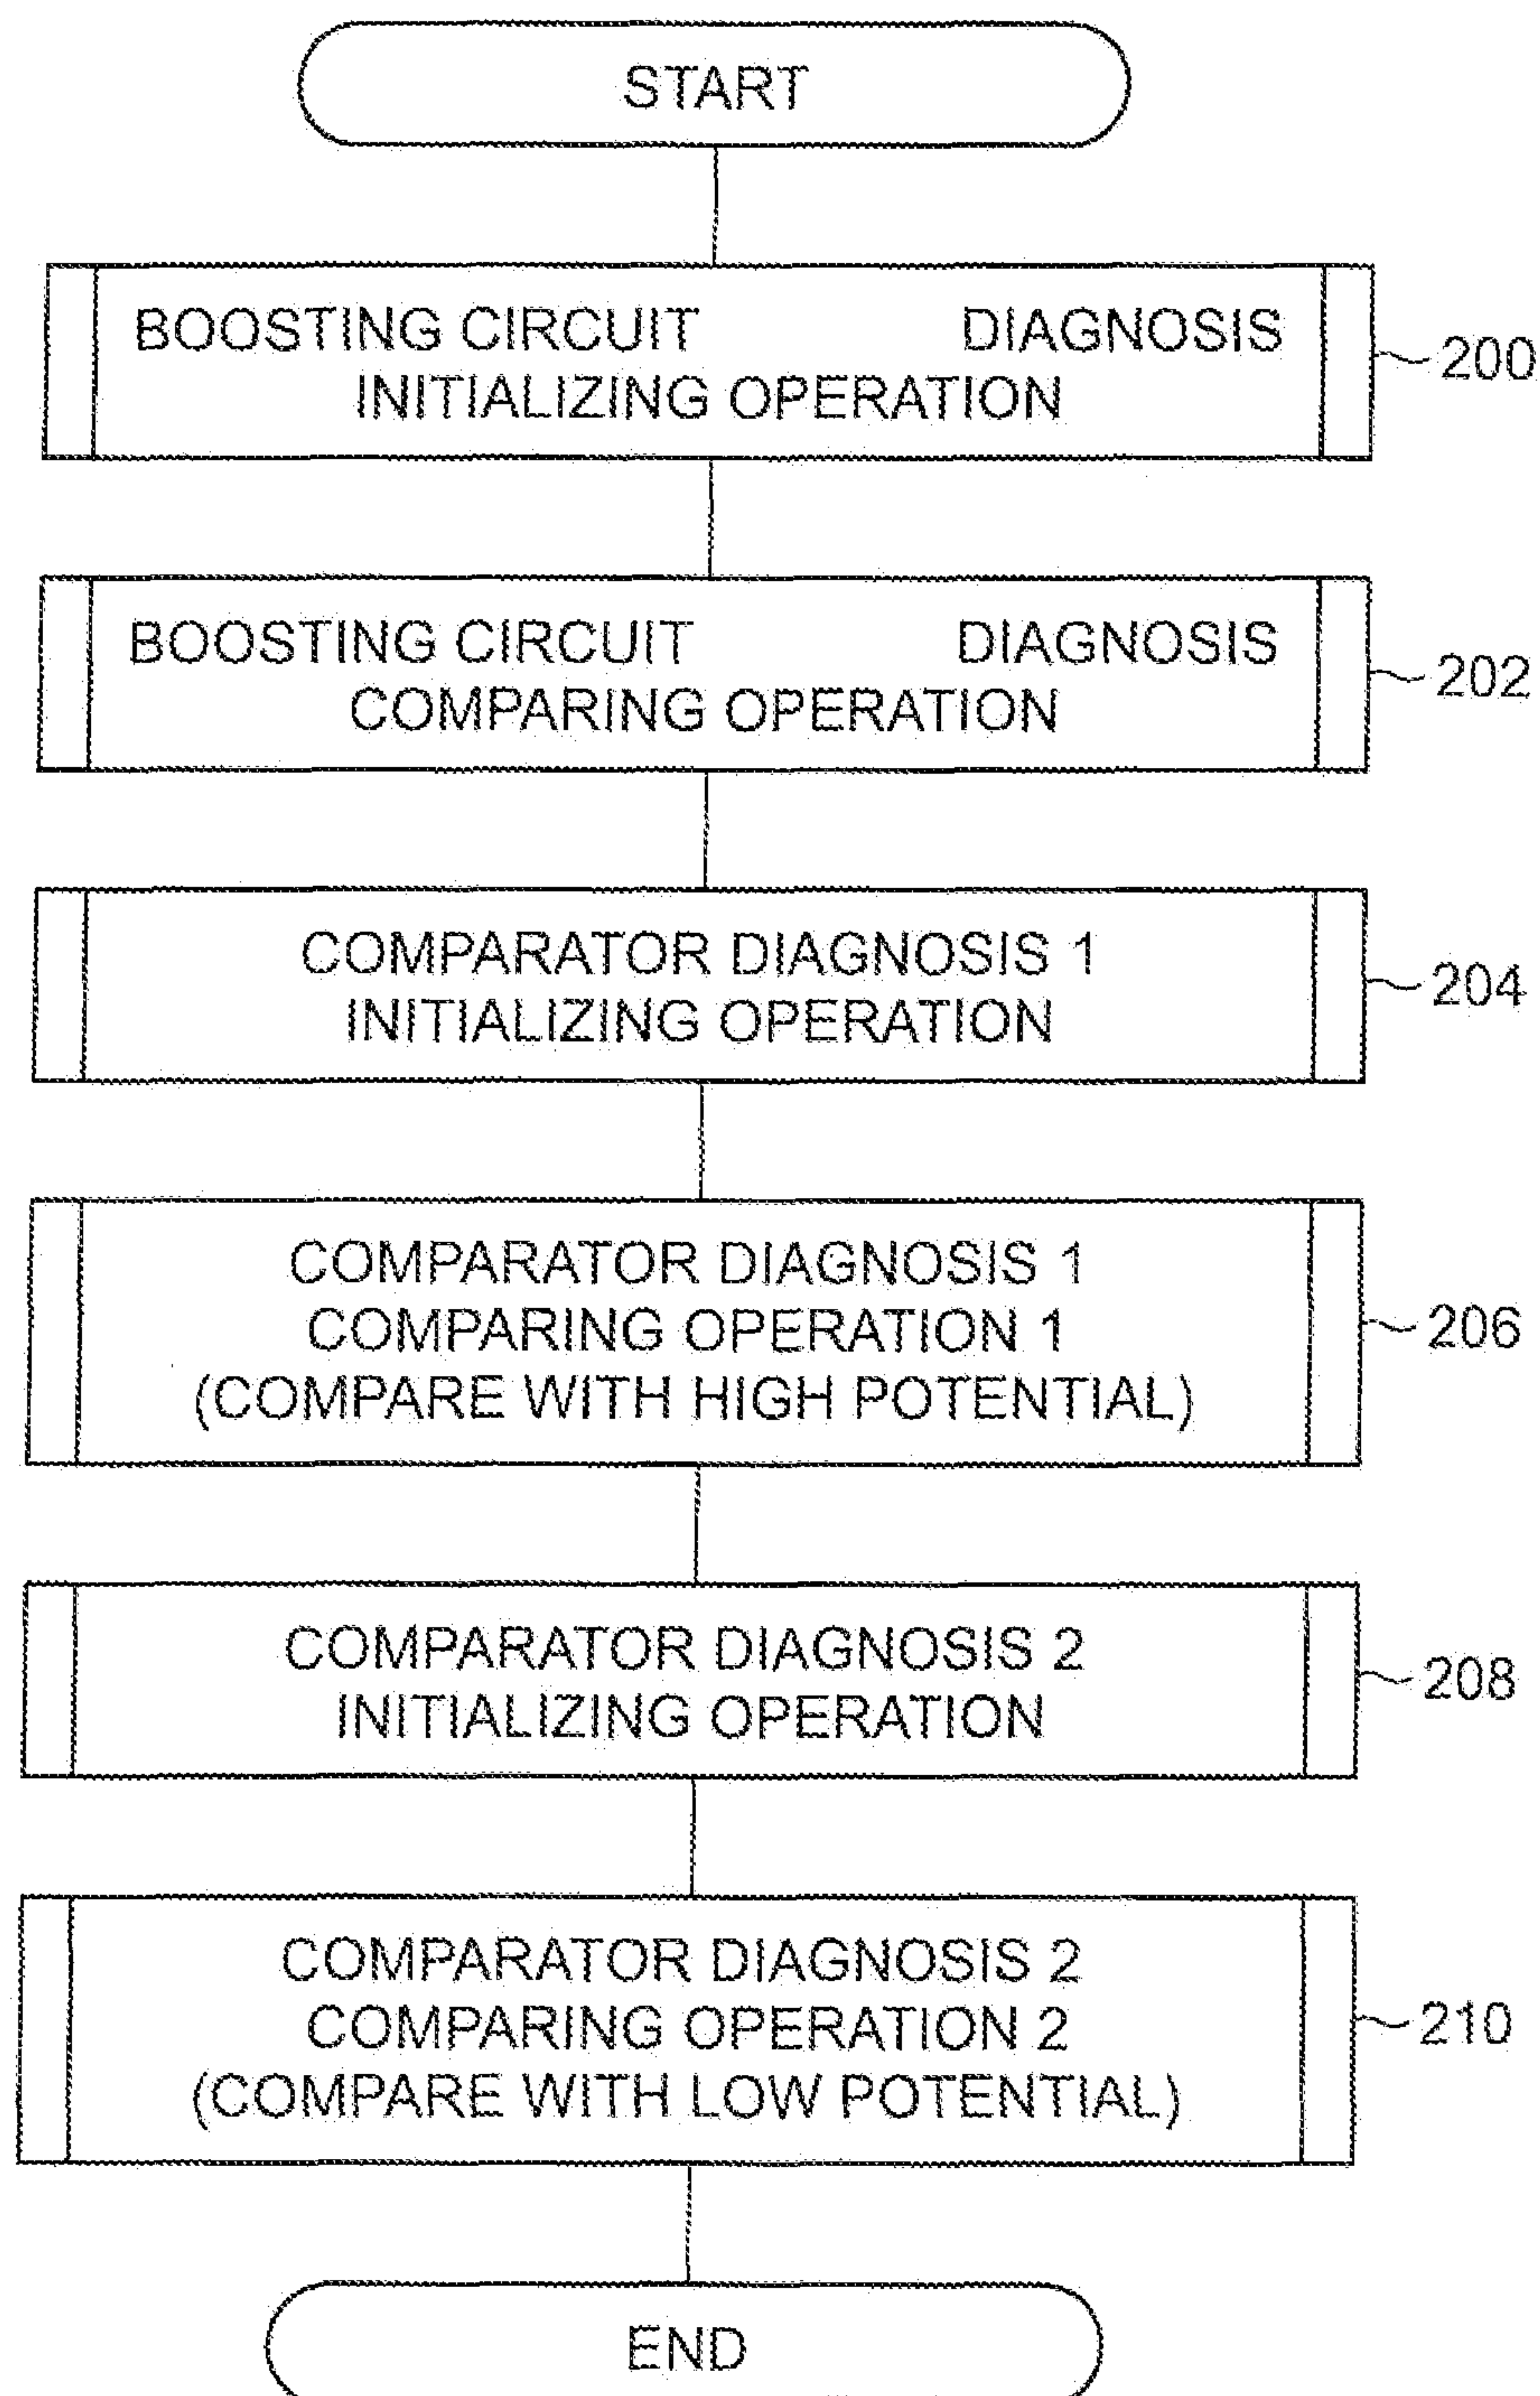 START
BOOSTING CIRCUIT DIAGNOSIS
INITIALIZING OPERATION
200
BOOSTING CIRCUIT DIAGNOSIS
COMPARING OPERATION
202
COMPARATOR DIAGNOSIS 1
INITIALIZING OPERATION
204
COMPARATOR DIAGNOSIS 1
COMPARING OPERATION 1
(COMPARE WITH HIGH POTENTIAL)
206
COMPARATOR DIAGNOSIS 2
INITIALIZING OPERATION
208
COMPARATOR DIAGNOSIS 2
COMPARING OPERATION 2
(COMPARE WITH LOW POTENTIAL)
210
END